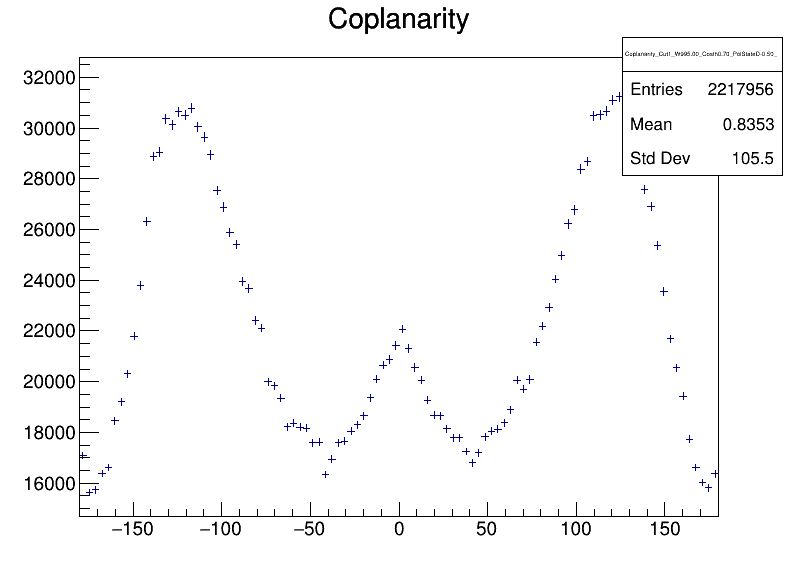 Coplanarity
Coplanarity_Cut1_W995.00_Costh0.70_PolStateD-0.50_
Entries 2217956
Mean 0.8353
Std Dev 105.5
32000
30000
28000
26000
24000
22000
20000
18000
16000
−150 −100 −50 0 50 100 150